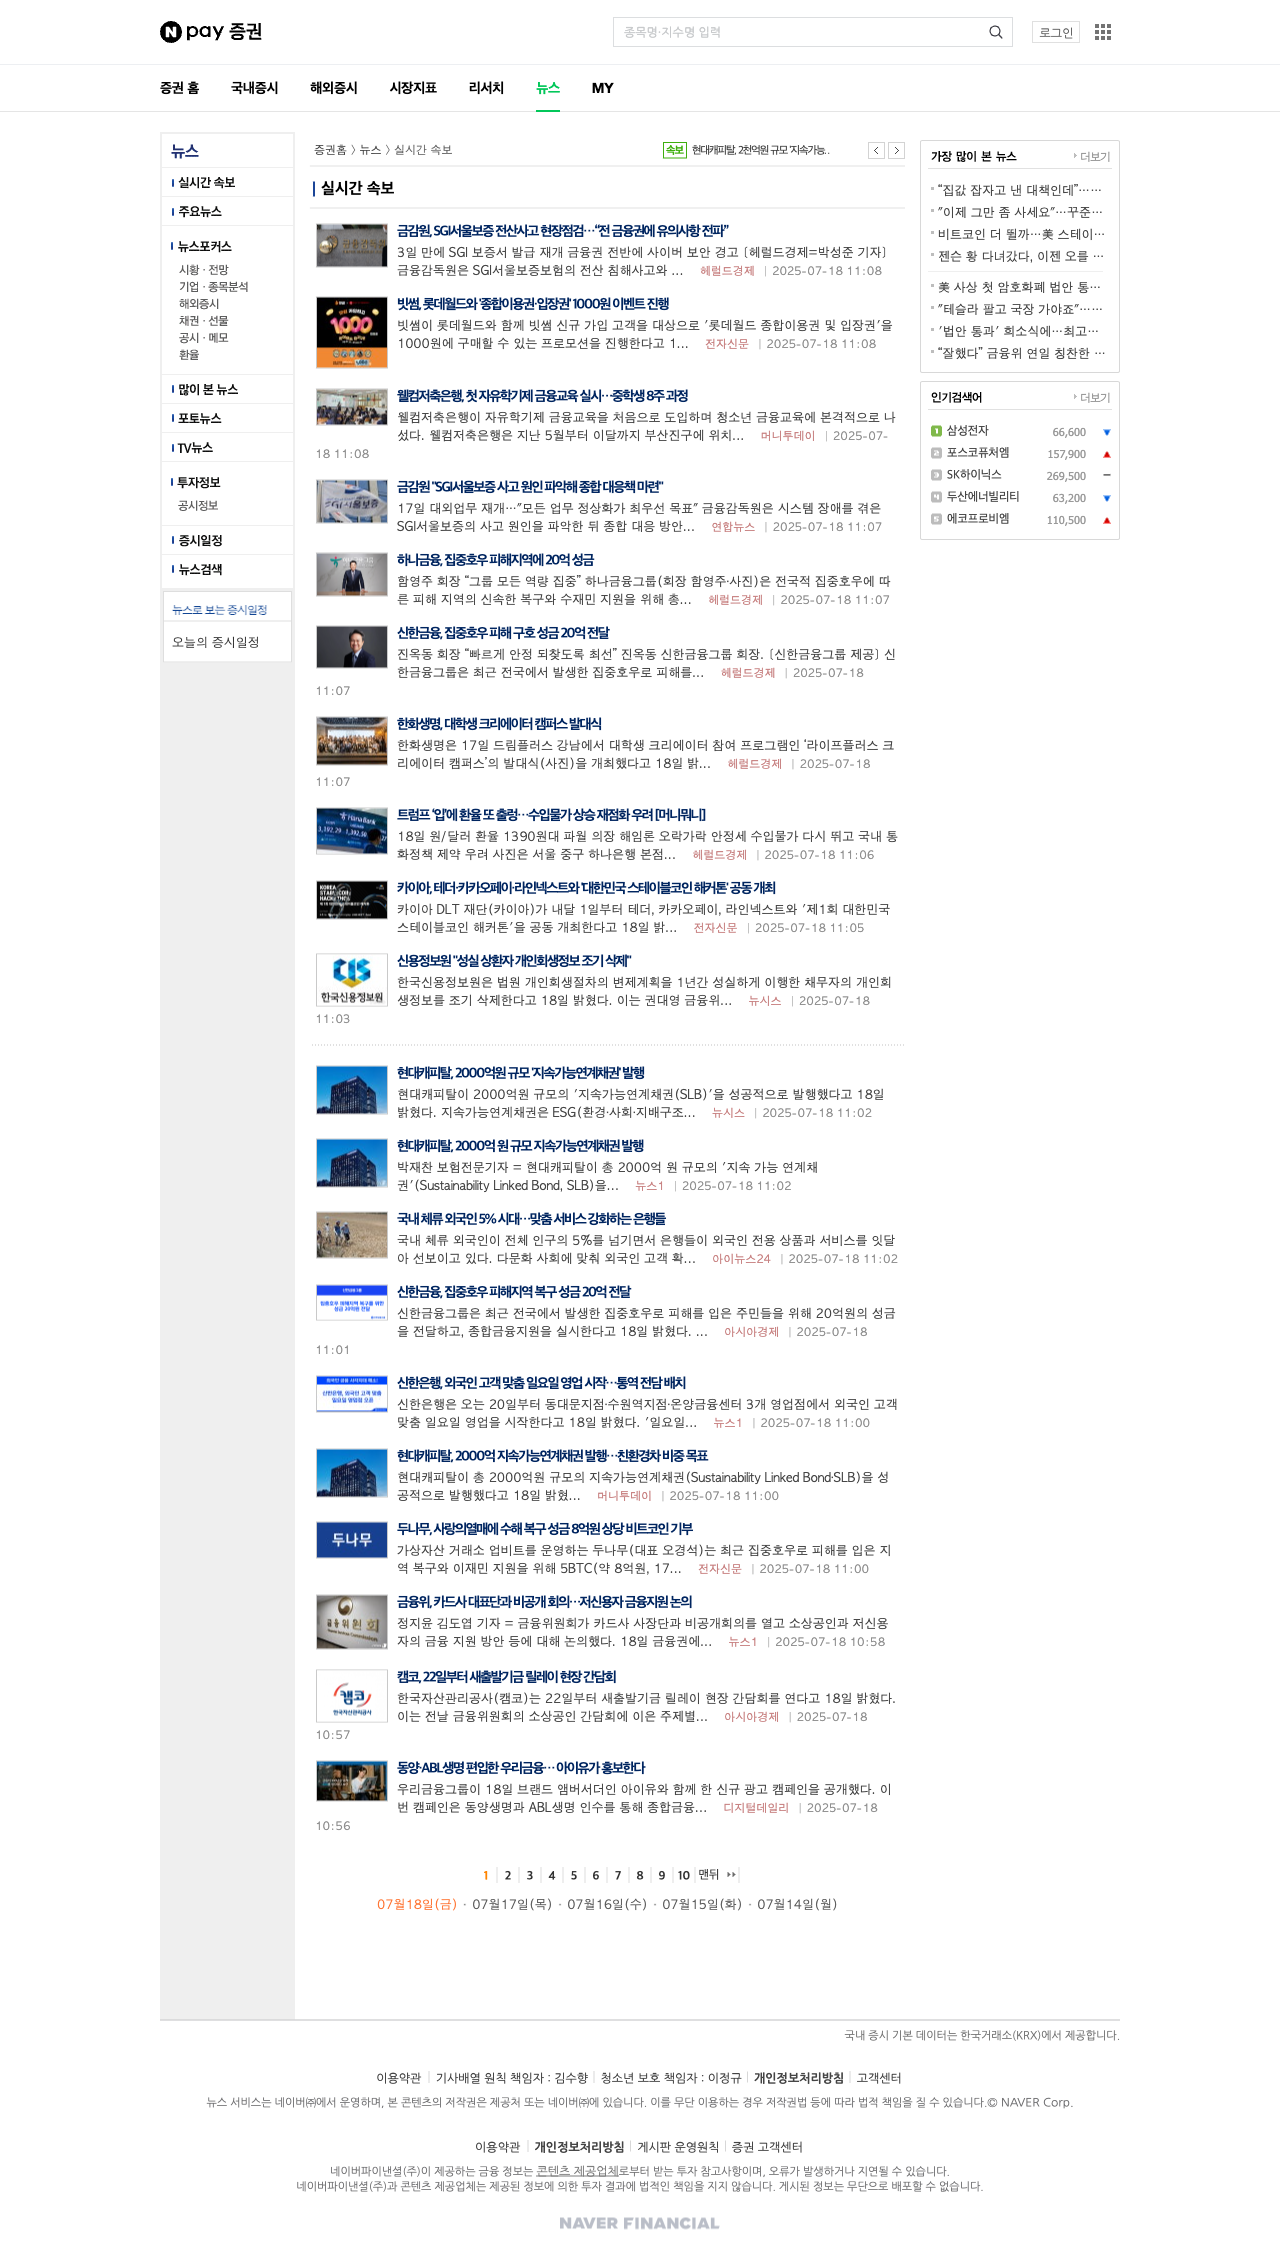 N pay 증권
종목명·지수명 입력
로그인
증권 홈 국내증시 해외증시 시장지표 리서치 뉴스 MY
뉴스
실시간 속보
주요뉴스
뉴스포커스
시황·전망
기업·종목분석
해외증시
채권·선물
공시·메모
환율
많이 본 뉴스
포토뉴스
TV뉴스
투자정보
공시정보
증시일정
뉴스검색
뉴스로 보는 증시일정
오늘의 증시일정
증권홈 > 뉴스 > 실시간 속보
속보 현대캐피탈, 2천억원 규모 '지속가능..
실시간 속보
금감원, SGI서울보증 전산사고 현장점검…“전 금융권에 유의사항 전파”
3일 만에 SGI 보증서 발급 재개 금융권 전반에 사이버 보안 경고 [헤럴드경제=박성준 기자]
금융감독원은 SGI서울보증보험의 전산 침해사고와 ... 헤럴드경제 | 2025-07-18 11:08
빗썸, 롯데월드와 '종합이용권·입장권' 1000원 이벤트 진행
빗썸이 롯데월드와 함께 빗썸 신규 가입 고객을 대상으로 '롯데월드 종합이용권 및 입장권'을
1000원에 구매할 수 있는 프로모션을 진행한다고 1... 전자신문 | 2025-07-18 11:08
1000
웰컴저축은행, 첫 자유학기제 금융교육 실시…중학생 8주 과정
웰컴저축은행이 자유학기제 금융교육을 처음으로 도입하며 청소년 금융교육에 본격적으로 나
섰다. 웰컴저축은행은 지난 5월부터 이달까지 부산진구에 위치... 머니투데이 | 2025-07-
18 11:08
금감원 "SGI서울보증 사고 원인 파악해 종합 대응책 마련"
17일 대외업무 재개…"모든 업무 정상화가 최우선 목표" 금융감독원은 시스템 장애를 겪은
SGI서울보증의 사고 원인을 파악한 뒤 종합 대응 방안... 연합뉴스 | 2025-07-18 11:07
하나금융, 집중호우 피해지역에 20억 성금
함영주 회장 “그룹 모든 역량 집중” 하나금융그룹(회장 함영주·사진)은 전국적 집중호우에 따
른 피해 지역의 신속한 복구와 수재민 지원을 위해 총... 헤럴드경제 | 2025-07-18 11:07
신한금융, 집중호우 피해 구호 성금 20억 전달
진옥동 회장 “빠르게 안정 되찾도록 최선” 진옥동 신한금융그룹 회장. [신한금융그룹 제공] 신
한금융그룹은 최근 전국에서 발생한 집중호우로 피해를... 헤럴드경제 | 2025-07-18
11:07
한화생명, 대학생 크리에이터 캠퍼스 발대식
한화생명은 17일 드림플러스 강남에서 대학생 크리에이터 참여 프로그램인 ‘라이프플러스 크
리에이터 캠퍼스’의 발대식(사진)을 개최했다고 18일 밝... 헤럴드경제 | 2025-07-18
11:07
트럼프 ‘입’에 환율 또 출렁…수입물가 상승 재점화 우려 [머니뭐니]
18일 원/달러 환율 1390원대 파월 의장 해임론 오락가락 안정세 수입물가 다시 뛰고 국내 통
화정책 제약 우려 사진은 서울 중구 하나은행 본점... 헤럴드경제 | 2025-07-18 11:06
카이아, 테더·카카오페이·라인넥스트와 '대한민국 스테이블코인 해커톤' 공동 개최
카이아 DLT 재단(카이아)가 내달 1일부터 테더, 카카오페이, 라인넥스트와 '제1회 대한민국
스테이블코인 해커톤'을 공동 개최한다고 18일 밝... 전자신문 | 2025-07-18 11:05
신용정보원 "성실 상환자 개인회생정보 조기 삭제"
한국신용정보원은 법원 개인회생절차의 변제계획을 1년간 성실하게 이행한 채무자의 개인회
생정보를 조기 삭제한다고 18일 밝혔다. 이는 권대영 금융위... 뉴시스 | 2025-07-18
11:03
한국신용정보원
현대캐피탈, 2000억원 규모 '지속가능연계채권' 발행
현대캐피탈이 2000억원 규모의 '지속가능연계채권(SLB)'을 성공적으로 발행했다고 18일
밝혔다. 지속가능연계채권은 ESG(환경·사회·지배구조... 뉴시스 | 2025-07-18 11:02
현대캐피탈, 2000억 원 규모 지속가능연계채권 발행
박재찬 보험전문기자 = 현대캐피탈이 총 2000억 원 규모의 '지속 가능 연계채
권'(Sustainability Linked Bond, SLB)을... 뉴스1 | 2025-07-18 11:02
국내 체류 외국인 5% 시대…맞춤 서비스 강화하는 은행들
국내 체류 외국인이 전체 인구의 5%를 넘기면서 은행들이 외국인 전용 상품과 서비스를 잇달
아 선보이고 있다. 다문화 사회에 맞춰 외국인 고객 확... 아이뉴스24 | 2025-07-18 11:02
신한금융, 집중호우 피해지역 복구 성금 20억 전달
신한금융그룹은 최근 전국에서 발생한 집중호우로 피해를 입은 주민들을 위해 20억원의 성금
을 전달하고, 종합금융지원을 실시한다고 18일 밝혔다. ... 아시아경제 | 2025-07-18
11:01
신한은행, 외국인 고객 맞춤 일요일 영업 시작…통역 전담 배치
신한은행은 오는 20일부터 동대문지점·수원역지점·온양금융센터 3개 영업점에서 외국인 고객
맞춤 일요일 영업을 시작한다고 18일 밝혔다. '일요일... 뉴스1 | 2025-07-18 11:00
현대캐피탈, 2000억 지속가능연계채권 발행…친환경차 비중 목표
현대캐피탈이 총 2000억원 규모의 지속가능연계채권(Sustainability Linked Bond·SLB)을 성
공적으로 발행했다고 18일 밝혔... 머니투데이 | 2025-07-18 11:00
두나무
두나무, 사랑의열매에 수해 복구 성금 8억원 상당 비트코인 기부
가상자산 거래소 업비트를 운영하는 두나무(대표 오경석)는 최근 집중호우로 피해를 입은 지
역 복구와 이재민 지원을 위해 5BTC(약 8억원, 17... 전자신문 | 2025-07-18 11:00
금융위, 카드사 대표단과 비공개 회의…저신용자 금융지원 논의
정지윤 김도엽 기자 = 금융위원회가 카드사 사장단과 비공개회의를 열고 소상공인과 저신용
자의 금융 지원 방안 등에 대해 논의했다. 18일 금융권에... 뉴스1 | 2025-07-18 10:58
캠코
한국자산관리공사
캠코, 22일부터 새출발기금 릴레이 현장 간담회
한국자산관리공사(캠코)는 22일부터 새출발기금 릴레이 현장 간담회를 연다고 18일 밝혔다.
이는 전날 금융위원회의 소상공인 간담회에 이은 주제별... 아시아경제 | 2025-07-18
10:57
동양·ABL생명 편입한 우리금융… 아이유가 홍보한다
우리금융그룹이 18일 브랜드 앰버서더인 아이유와 함께 한 신규 광고 캠페인을 공개했다. 이
번 캠페인은 동양생명과 ABL생명 인수를 통해 종합금융... 디지털데일리 | 2025-07-18
10:56
1 2 3 4 5 6 7 8 9 10 맨뒤
07월18일(금) · 07월17일(목) · 07월16일(수) · 07월15일(화) · 07월14일(월)
가장 많이 본 뉴스 더보기
“집값 잡자고 낸 대책인데”……
"이제 그만 좀 사세요"…꾸준…
비트코인 더 뛸까…美 스테이…
젠슨 황 다녀갔다, 이젠 오를 …
美 사상 첫 암호화폐 법안 통…
"테슬라 팔고 국장 가야죠"……
'법안 통과' 희소식에…최고…
“잘했다” 금융위 연일 칭찬한 …
인기검색어 더보기
1 삼성전자 66,600 ▼
2 포스코퓨처엠 157,900 ▲
3 SK하이닉스 269,500 −
4 두산에너빌리티 63,200 ▼
5 에코프로비엠 110,500 ▲
국내 증시 기본 데이터는 한국거래소(KRX)에서 제공합니다.
이용약관 | 기사배열 원칙 책임자 : 김수향 | 청소년 보호 책임자 : 이정규 | 개인정보처리방침 | 고객센터
뉴스 서비스는 네이버㈜에서 운영하며, 본 콘텐츠의 저작권은 제공처 또는 네이버㈜에 있습니다. 이를 무단 이용하는 경우 저작권법 등에 따라 법적 책임을 질 수 있습니다.© NAVER Corp.
이용약관 | 개인정보처리방침 | 게시판 운영원칙 | 증권 고객센터
네이버파이낸셜(주)이 제공하는 금융 정보는 콘텐츠 제공업체로부터 받는 투자 참고사항이며, 오류가 발생하거나 지연될 수 있습니다.
네이버파이낸셜(주)과 콘텐츠 제공업체는 제공된 정보에 의한 투자 결과에 법적인 책임을 지지 않습니다. 게시된 정보는 무단으로 배포할 수 없습니다.
NAVER FINANCIAL